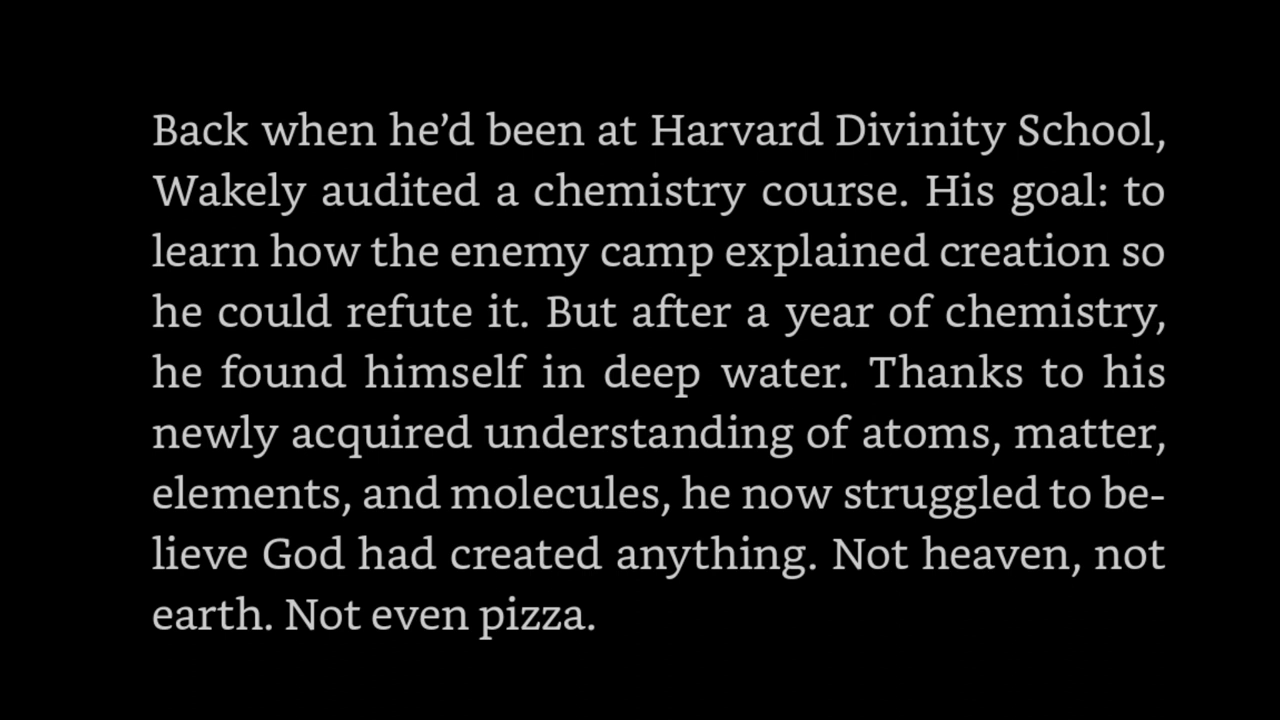 Back when he’d been at Harvard Divinity School,
Wakely audited a chemistry course. His goal: to
learn how the enemy camp explained creation so
he could refute it. But after a year of chemistry,
he found himself in deep water. Thanks to his
newly acquired understanding of atoms, matter,
elements, and molecules, he now struggled to be-
lieve God had created anything. Not heaven, not
earth. Not even pizza.